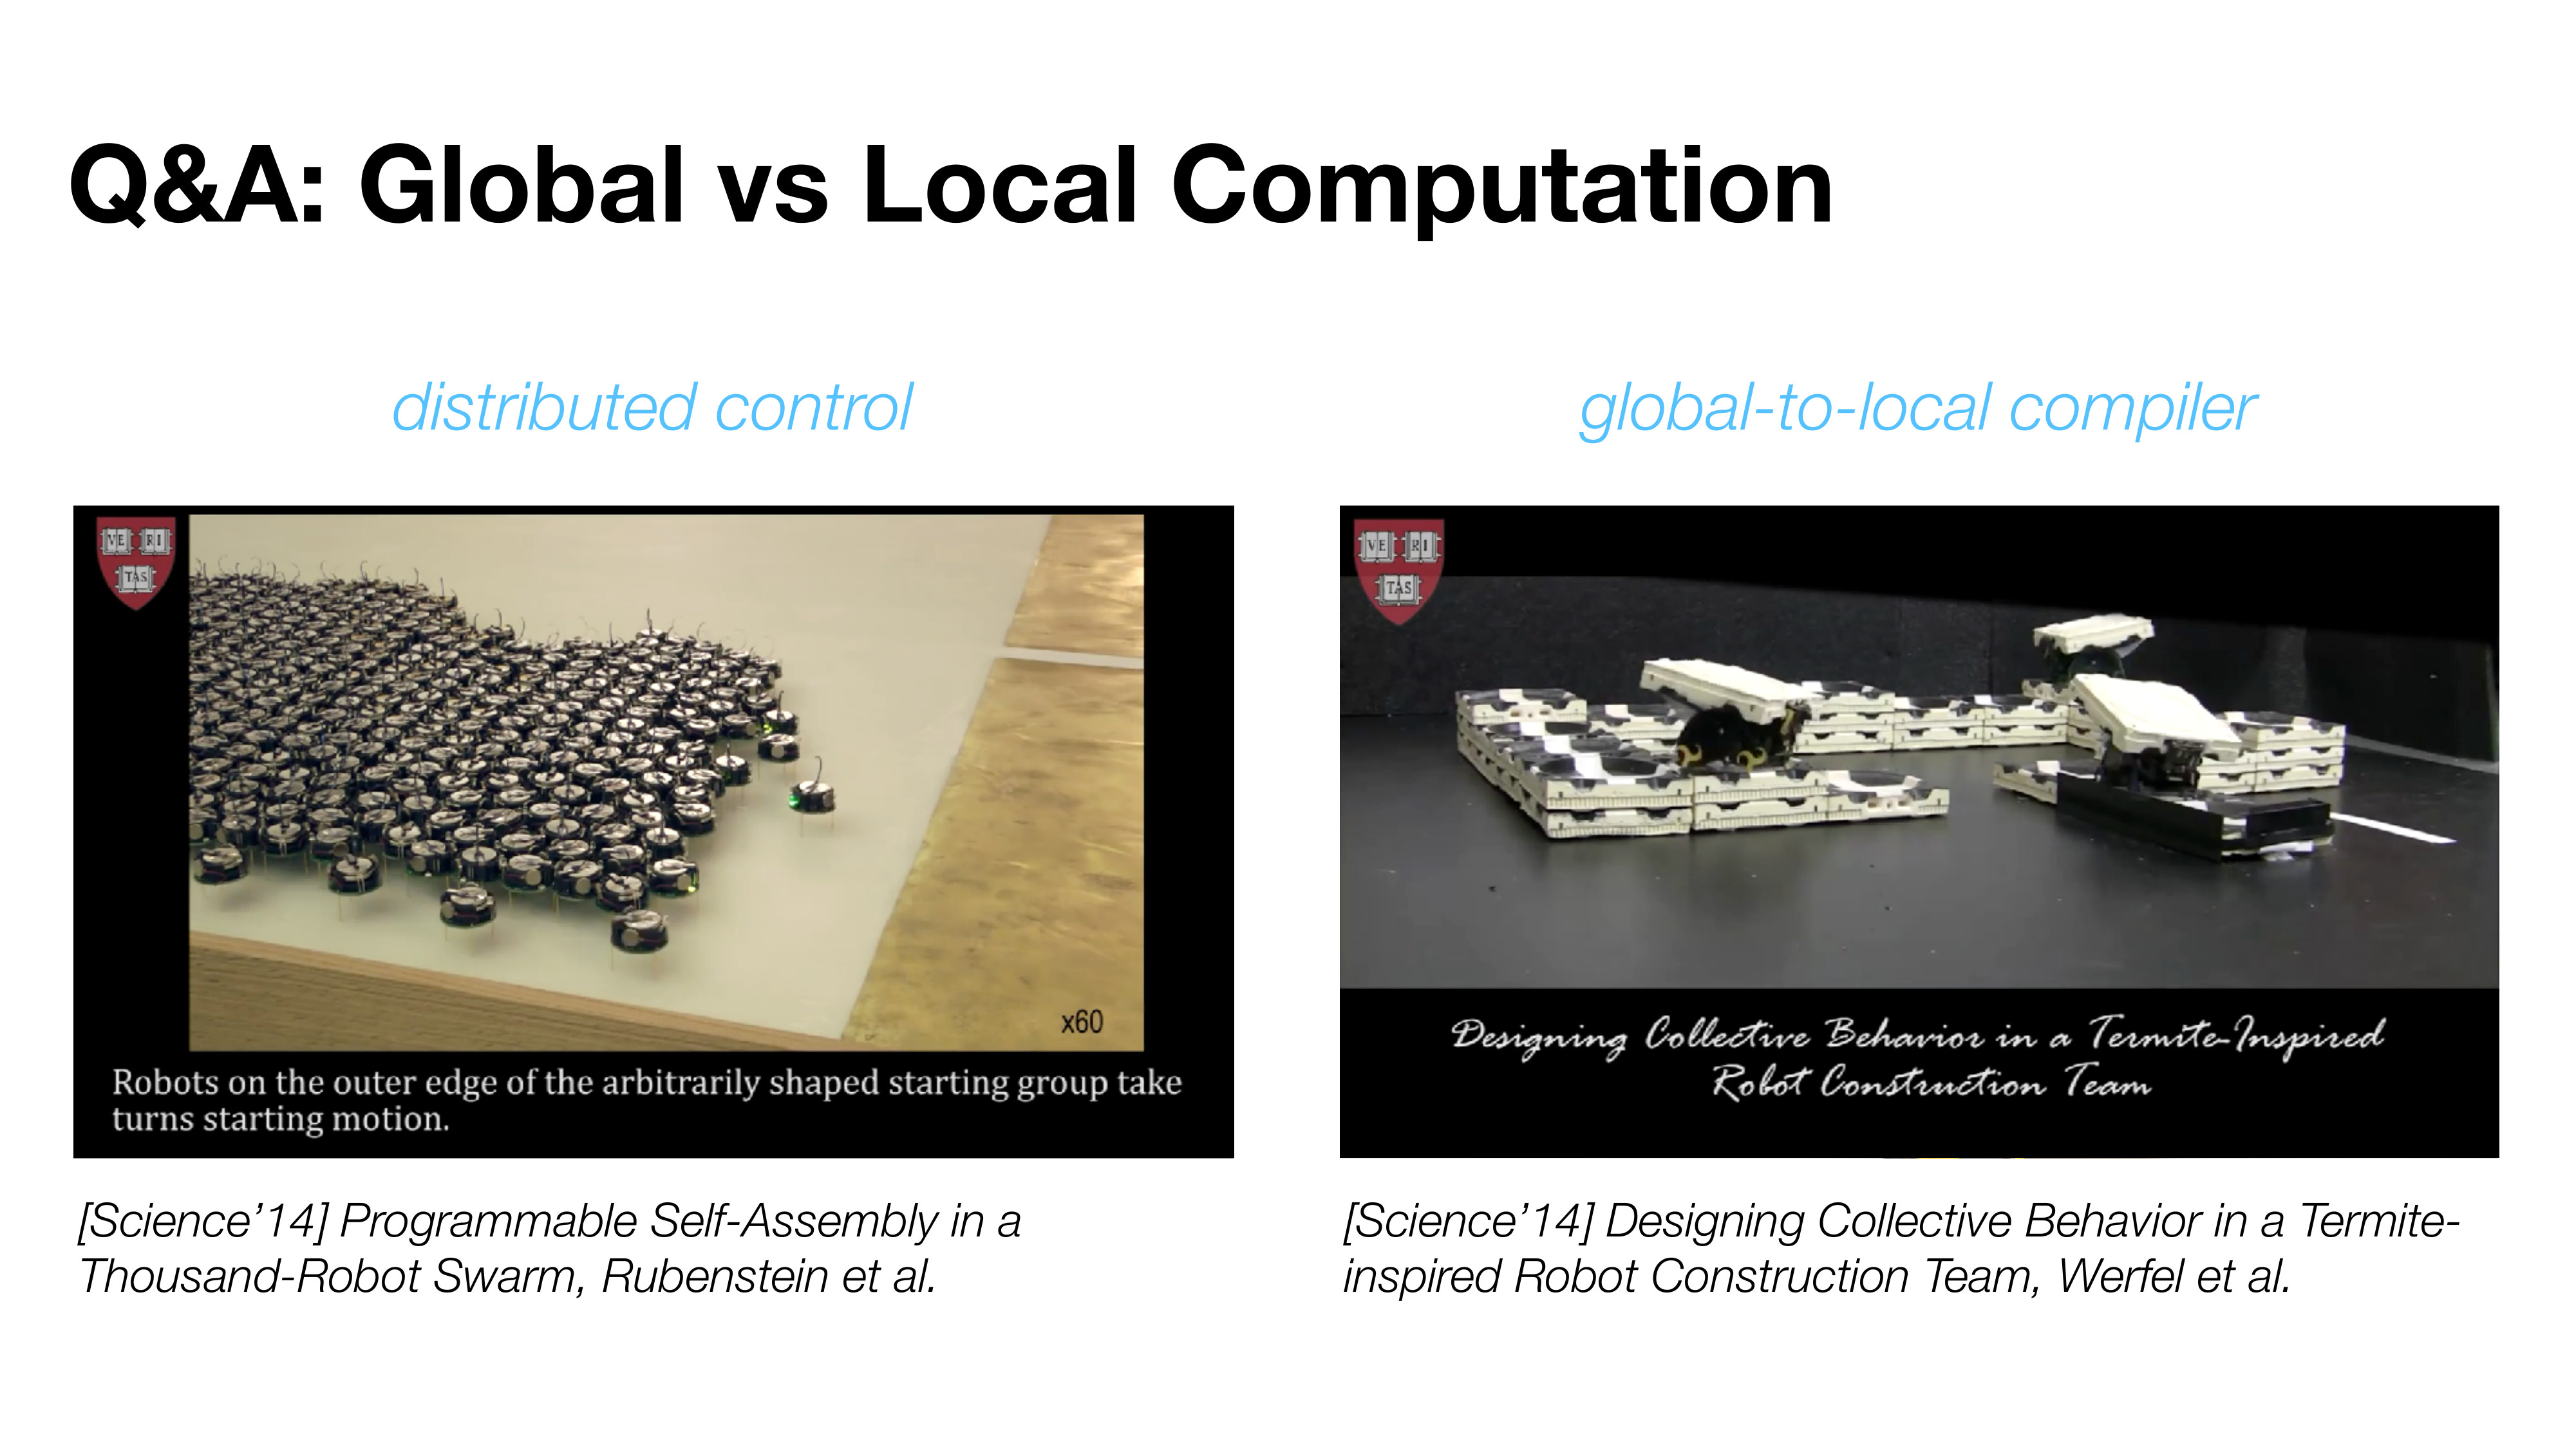 Q&A: Global vs Local Computation
distributed control
global-to-local compiler
VE RI
TAS
x60
Robots on the outer edge of the arbitrarily shaped starting group take
turns starting motion.
VE RI
TAS
Designing Collective Behavior in a Termite-Inspired
Robot Construction Team
[Science’14] Programmable Self-Assembly in a
Thousand-Robot Swarm, Rubenstein et al.
[Science’14] Designing Collective Behavior in a Termite-
inspired Robot Construction Team, Werfel et al.